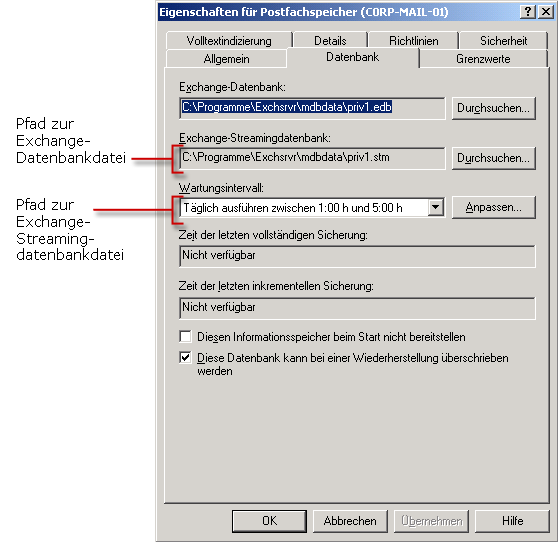 Eigenschaften für Postfachspeicher (C0RP-MAIL-01)
Volltextindizierung
Details
Richtlinien
Sicherheit
Allgemein
Datenbank
Grenzwerte
Exchange-Datenbank:
C:\Programme\Exchsrvr\mdbdata\priv1.edb
Durchsuchen...
Pfad zur
Exchange-
Datenbankdatei
Exchange-Streamingdatenbank:
C:\Programme\Exchsrvr\mdbdata\priv1.stm
Durchsuchen...
Pfad zur
Exchange-
Streaming-
datenbankdatei
Wartungsintervall:
Täglich ausführen zwischen 1:00 h und 5:00 h
Anpassen...
Zeit der letzten vollständigen Sicherung:
Nicht verfügbar
Zeit der letzten inkrementellen Sicherung:
Nicht verfügbar
Diesen Informationsspeicher beim Start nicht bereitstellen
Diese Datenbank kann bei einer Wiederherstellung überschrieben
werden
OK
Abbrechen
Übernehmen
Hilfe